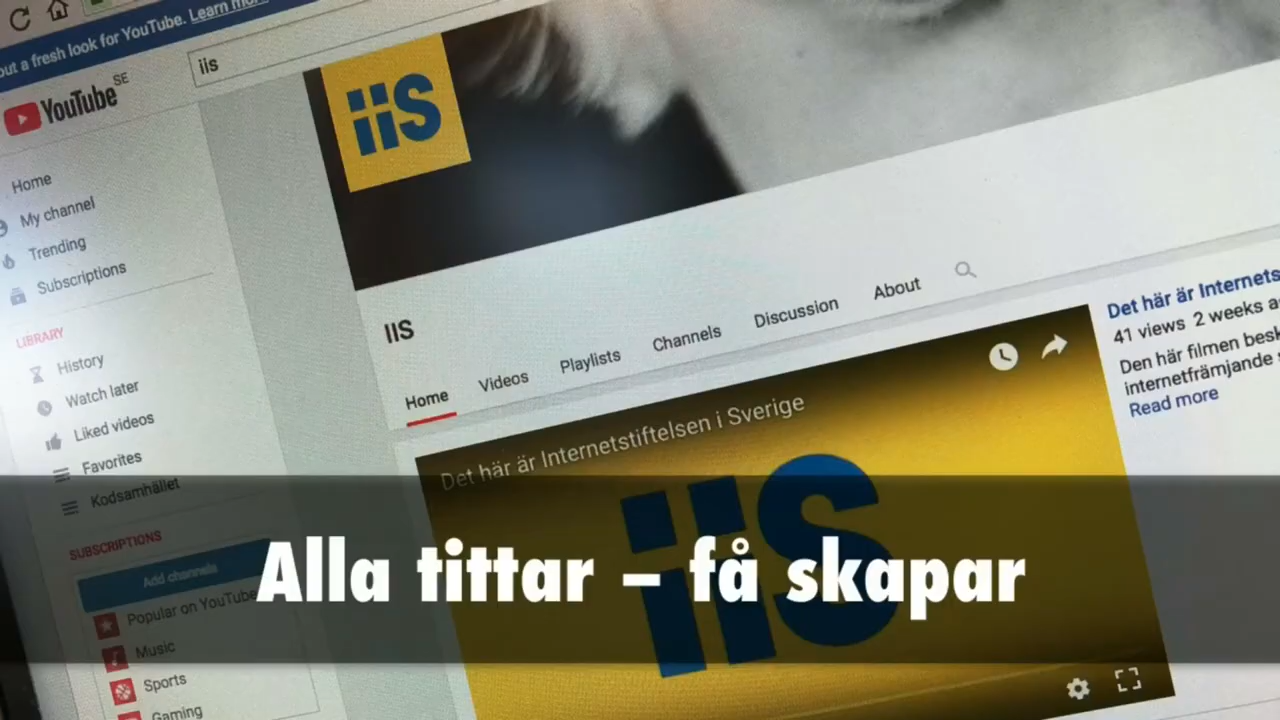 out a fresh look for YouTube. Learn more
iis
YouTube SE
iis
Home
My channel
Trending
Subscriptions
LIBRARY
History
Watch later
Liked videos
Favorites
Kodsamhället
SUBSCRIPTIONS
Add channels
Popular on YouTube
Music
Sports
Gaming
IIS
Home
Videos
Playlists
Channels
Discussion
About
Det här är Internetstiftelsen i Sverige
iis
Det här är Internets
41 views 2 weeks a
Den här filmen besk
internetfrämjande
Read more
Alla tittar – få skapar